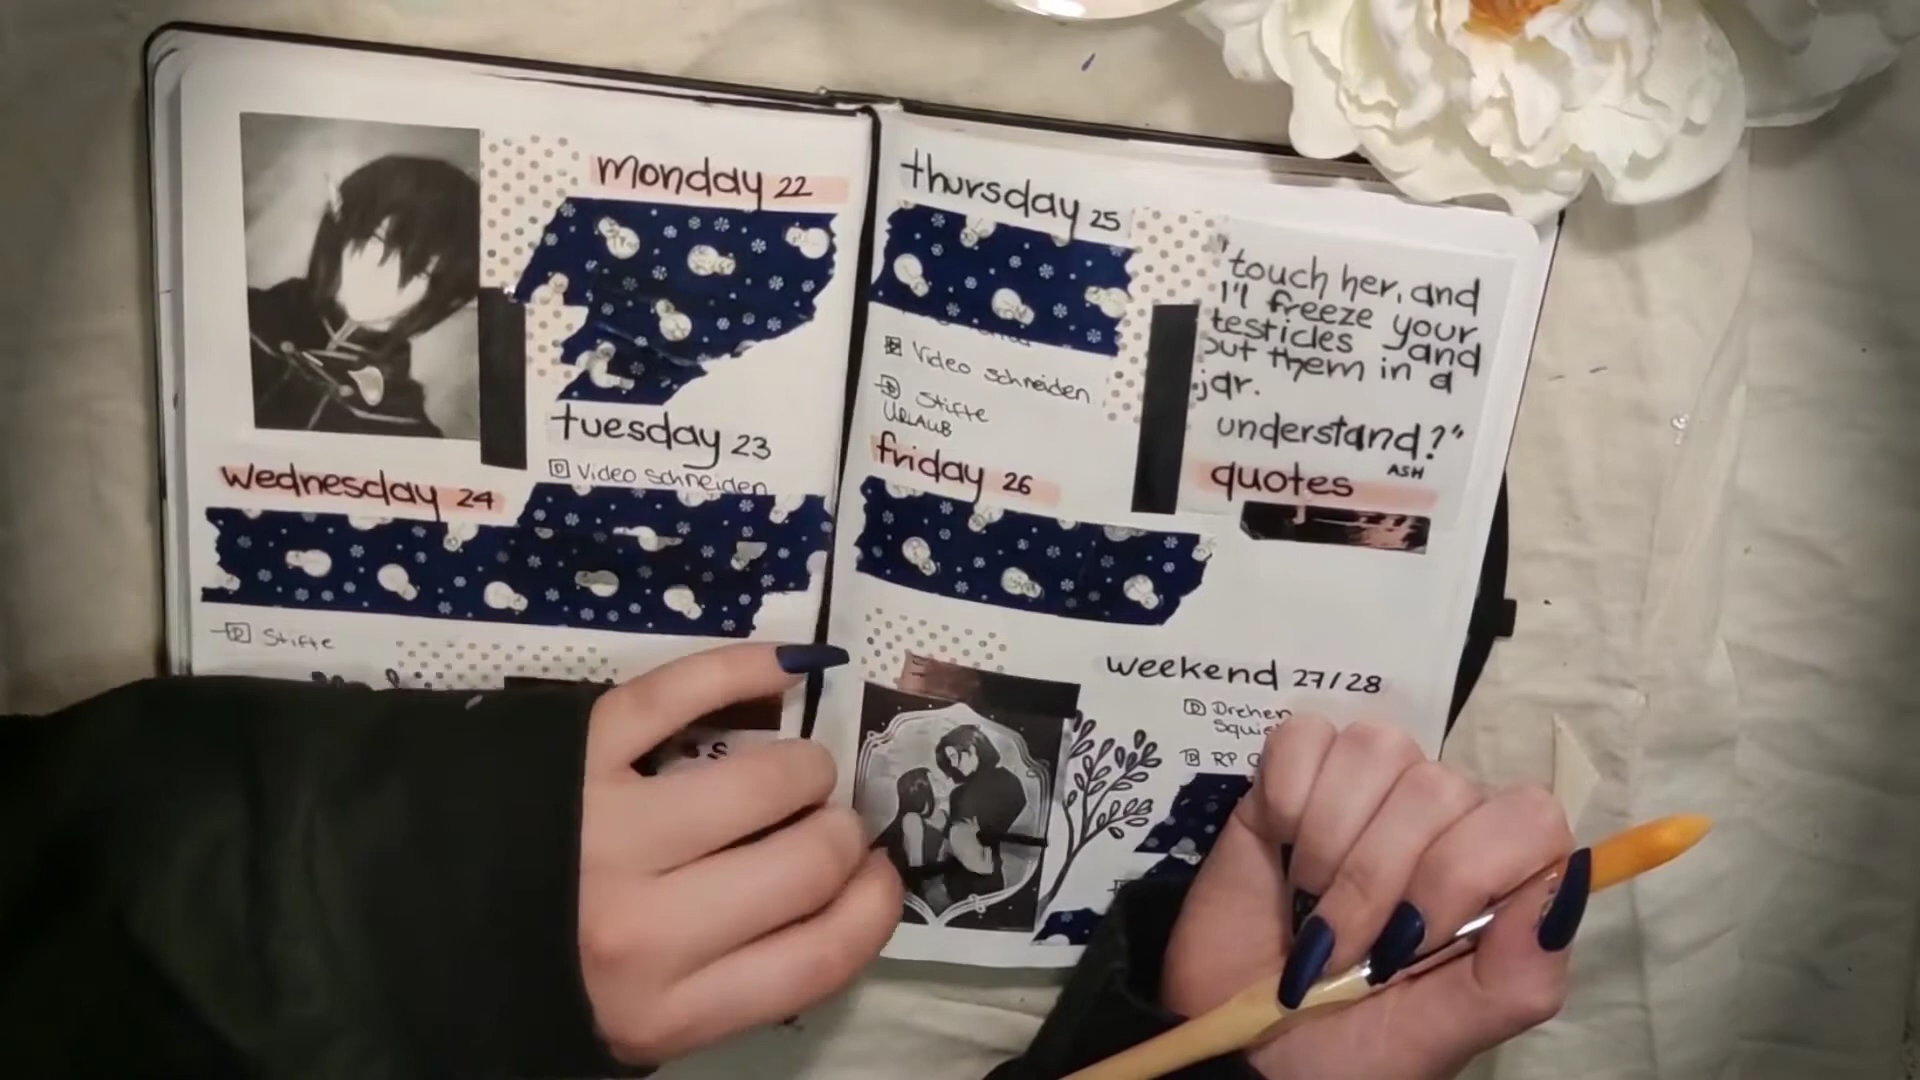 monday 22
tuesday 23
Video schneiden
wednesday 24
Stifte
thursday 25
Video schneiden
Stifte
URLAUB
friday 26
"touch her, and
I'll freeze your
testicles and
put them in a
jar.
understand?"
ASH
quotes
weekend 27/28
Drehen
RP